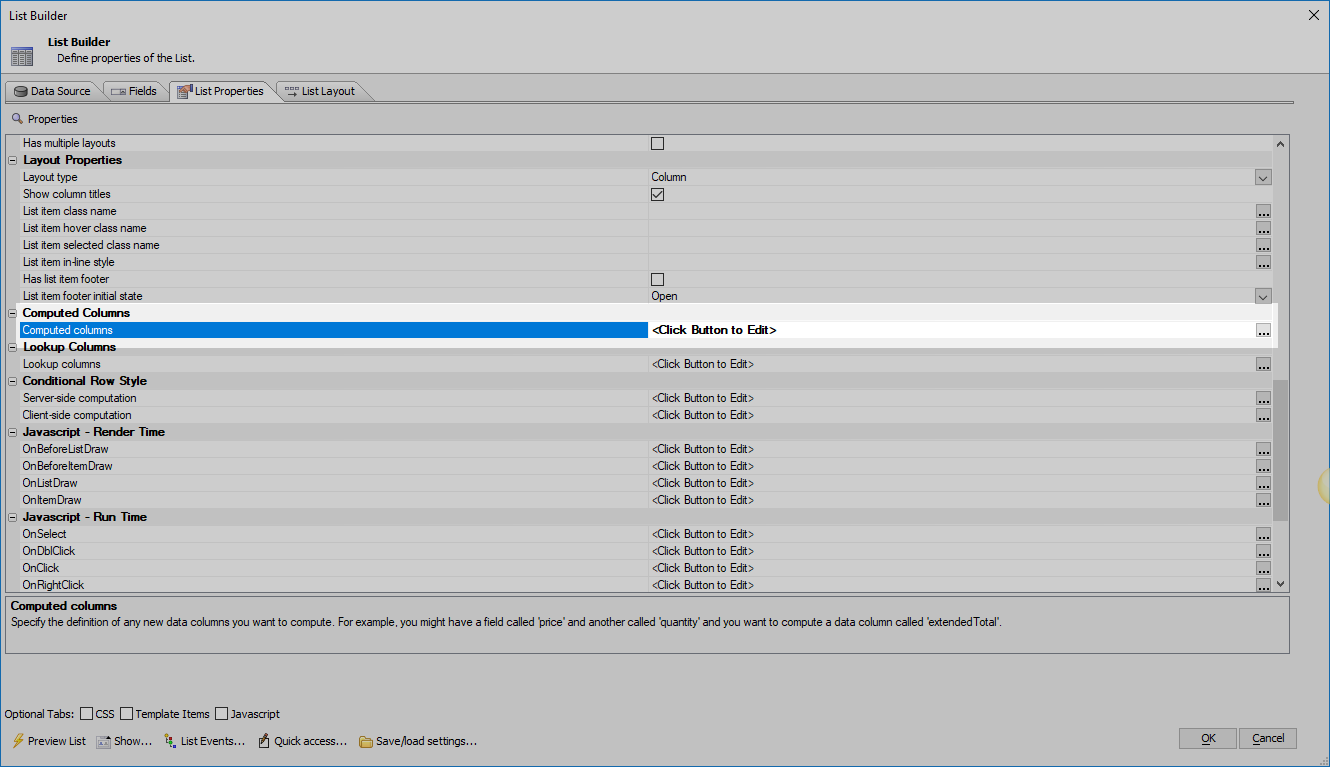 List Builder
List Builder
Define properties of the List.
Data Source Fields List Properties List Layout
Properties
Has multiple layouts
Layout Properties
Layout type Column
Show column titles
List item class name ...
List item hover class name ...
List item selected class name ...
List item in-line style ...
Has list item footer
List item footer initial state Open
Computed Columns
Computed columns <Click Button to Edit> ...
Lookup Columns
Lookup columns <Click Button to Edit> ...
Conditional Row Style
Server-side computation <Click Button to Edit> ...
Client-side computation <Click Button to Edit> ...
Javascript - Render Time
OnBeforeListDraw <Click Button to Edit> ...
OnBeforeItemDraw <Click Button to Edit> ...
OnListDraw <Click Button to Edit> ...
OnItemDraw <Click Button to Edit> ...
Javascript - Run Time
OnSelect <Click Button to Edit> ...
OnDblClick <Click Button to Edit> ...
OnClick <Click Button to Edit> ...
OnRightClick <Click Button to Edit> ...
Computed columns
Specify the definition of any new data columns you want to compute. For example, you might have a field called 'price' and another called 'quantity' and you want to compute a data column called 'extendedTotal'.
Optional Tabs: CSS Template Items Javascript
Preview List Show... List Events... Quick access... Save/load settings... OK Cancel